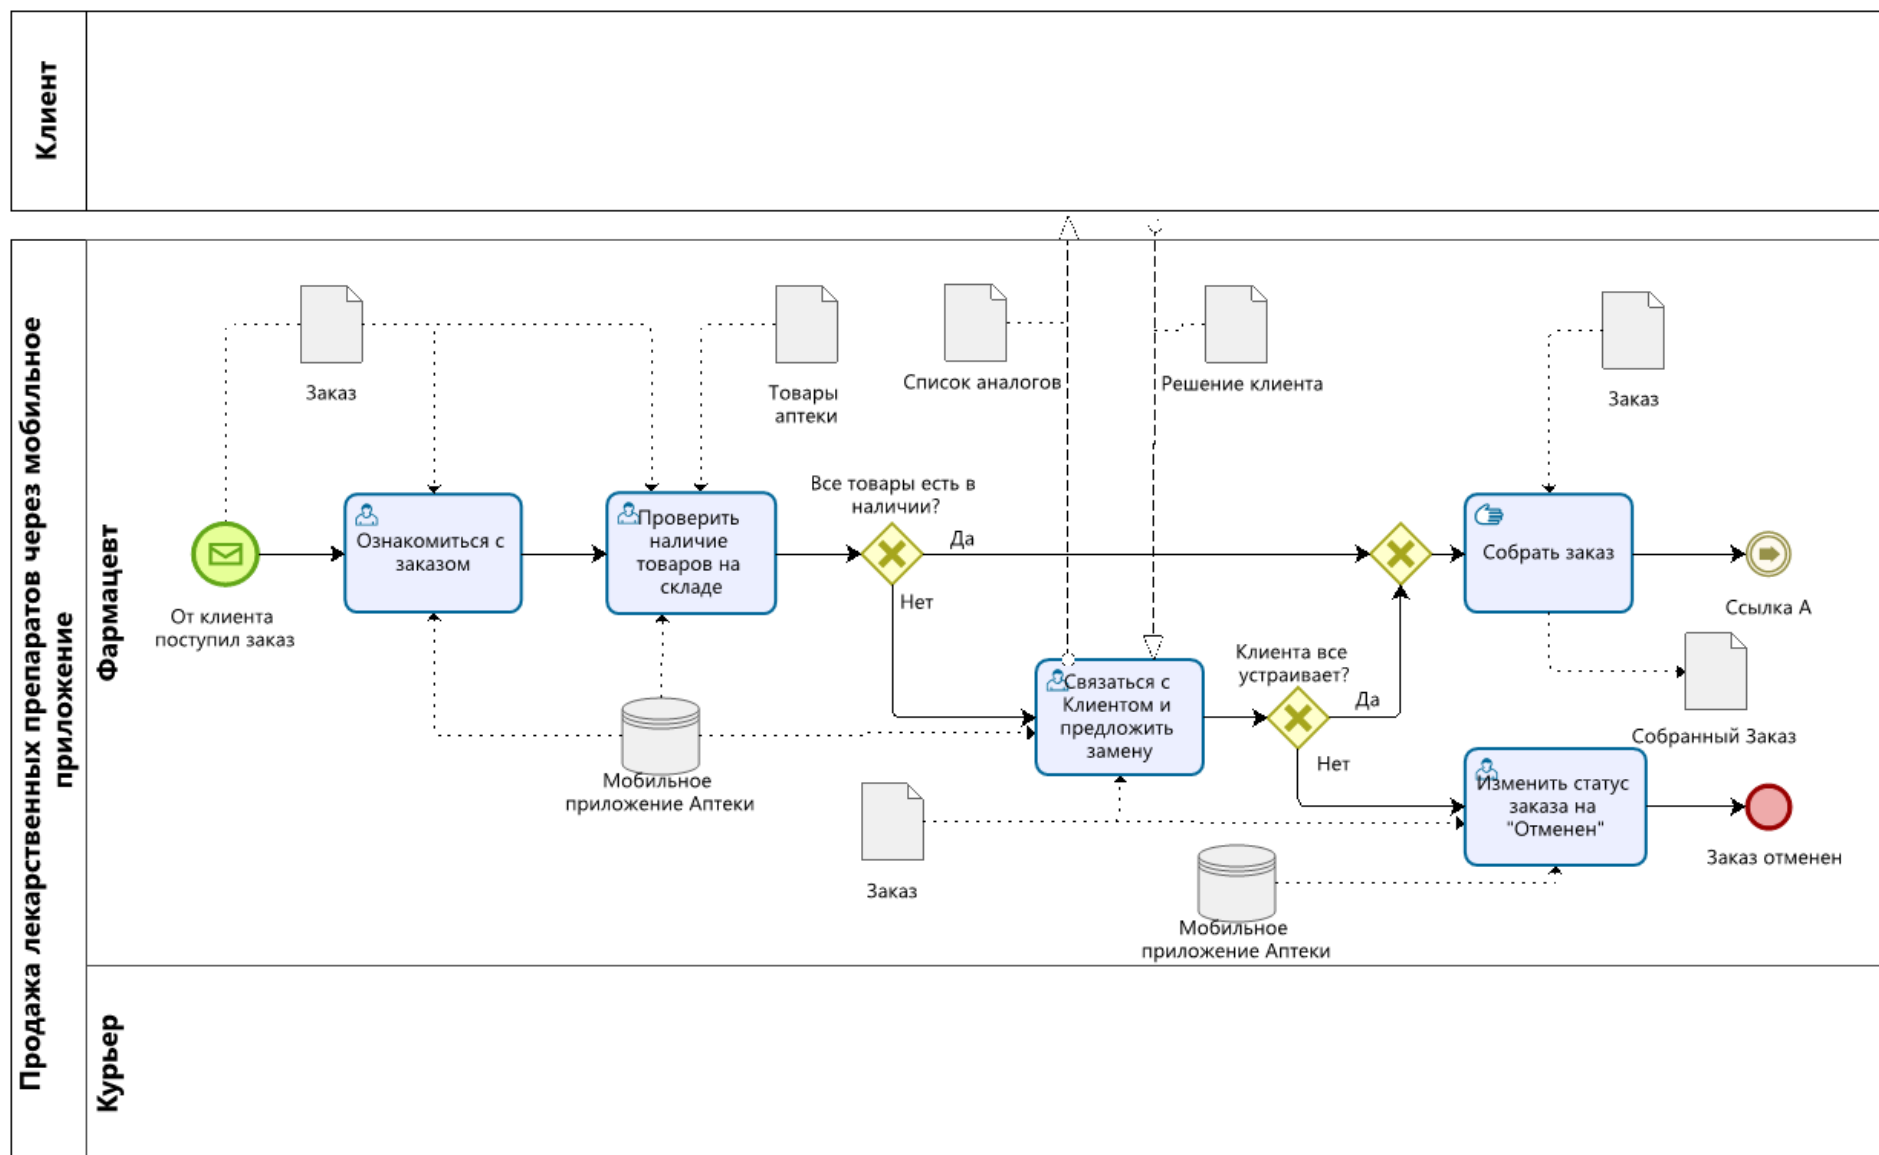 Клиент
Продажа лекарственных препаратов через мобильное
приложение
Фармацевт
Заказ
Товары
аптеки
Список аналогов
Решение клиента
Заказ
От клиента
поступил заказ
Ознакомиться с
заказом
Проверить
наличие
товаров на
складе
Все товары есть в
наличии?
Да
Нет
Собрать заказ
Ссылка А
Мобильное
приложение Аптеки
Связаться с
Клиентом и
предложить
замену
Клиента все
устраивает?
Да
Нет
Собранный Заказ
Изменить статус
заказа на
"Отменен"
Заказ отменен
Заказ
Мобильное
приложение Аптеки
Курьер